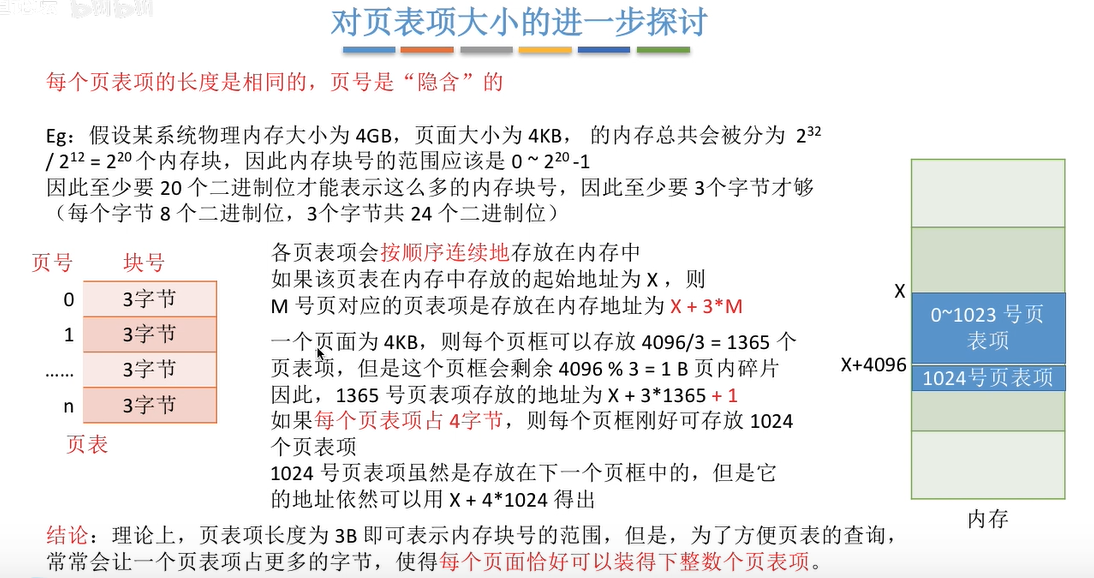 对页表项大小的进一步探讨
每个页表项的长度是相同的，页号是“隐含”的
Eg：假设某系统物理内存大小为 4GB，页面大小为 4KB， 的内存总共会被分为 2³²
/ 2¹² = 2²⁰ 个内存块，因此内存块号的范围应该是 0 ~ 2²⁰ -1
因此至少要 20 个二进制位才能表示这么多的内存块号，因此至少要 3个字节才够
（每个字节 8 个二进制位，3个字节共 24 个二进制位）
页号 块号
0 3字节
1 3字节
…… 3字节
n 3字节
页表
各页表项会按顺序连续地存放在内存中
如果该页表在内存中存放的起始地址为 X ，则
M 号页对应的页表项是存放在内存地址为 X + 3*M
一个页面为 4KB，则每个页框可以存放 4096/3 = 1365 个
页表项，但是这个页框会剩余 4096 % 3 = 1 B 页内碎片
因此，1365 号页表项存放的地址为 X + 3*1365 + 1
如果每个页表项占 4字节，则每个页框刚好可存放 1024
个页表项
1024 号页表项虽然是存放在下一个页框中的，但是它
的地址依然可以用 X + 4*1024 得出
X
0~1023 号页
表项
X+4096
1024号页表项
内存
结论：理论上，页表项长度为 3B 即可表示内存块号的范围，但是，为了方便页表的查询，
常常会让一个页表项占更多的字节，使得每个页面恰好可以装得下整数个页表项。